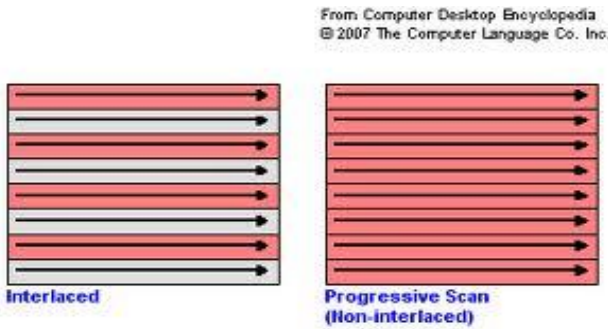 From Computer Desktop Encyclopedia
® 2007 The Computer Language Co. Inc.
Interlaced
Progressive Scan
(Non-interlaced)